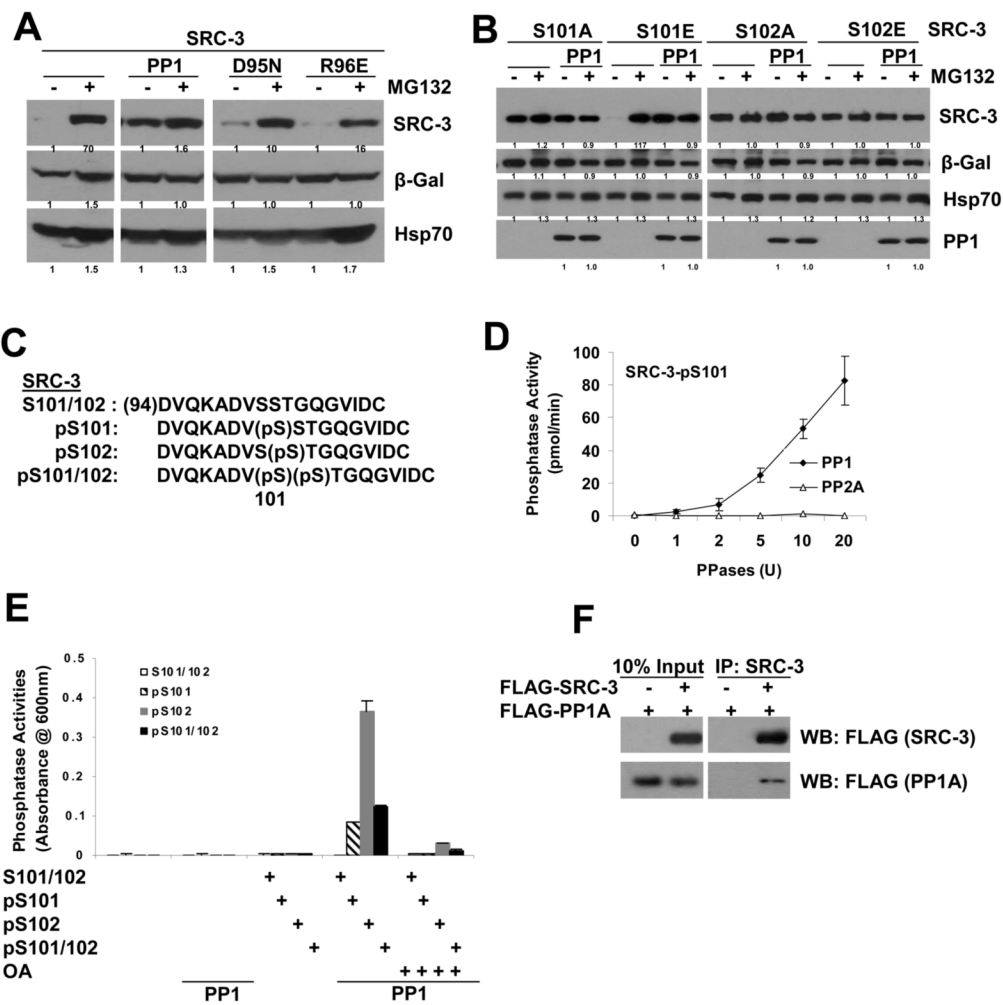 A
SRC-3
PP1 D95N R96E
- + - + - + - + MG132
SRC-3
1 70 1 1.6 1 10 1 16
β-Gal
1 1.5 1 1.0 1 1.0 1 1.0
Hsp70
1 1.5 1 1.3 1 1.5 1 1.7
B
S101A S101E S102A S102E SRC-3
PP1 PP1 PP1 PP1
- + - + - + - + - + - + - + - + MG132
SRC-3
1 1.2 1 0.9 1 117 1 0.9 1 1.0 1 0.9 1 1.0 1 1.0
β-Gal
1 1.1 1 0.9 1 1.0 1 0.9 1 1.0 1 0.9 1 1.0 1 1.0
Hsp70
1 1.3 1 1.3 1 1.3 1 1.3 1 1.3 1 1.2 1 1.3 1 1.3
PP1
1 1.0 1 1.0 1 1.0 1 1.0
C
SRC-3
S101/102 : (94)DVQKADVSSTGQGVIDC
pS101: DVQKADV(pS)STGQGVIDC
pS102: DVQKADVS(pS)TGQGVIDC
pS101/102: DVQKADV(pS)(pS)TGQGVIDC
101
D
SRC-3-pS101
Phosphatase Activity
(pmol/min)
100
80
60
40
20
0
PP1
PP2A
0 1 2 5 10 20
PPases (U)
E
Phosphatase Activities
(Absorbance @ 600nm)
0.5
0.4
0.3
0.2
0.1
0
S101/102
pS101
pS102
pS101/102
S101/102 + + +
pS101 + + +
pS102 + + +
pS101/102 + + +
OA + + + +
PP1 PP1
F
10% Input IP: SRC-3
FLAG-SRC-3 - + - +
FLAG-PP1A + + + +
WB: FLAG (SRC-3)
WB: FLAG (PP1A)